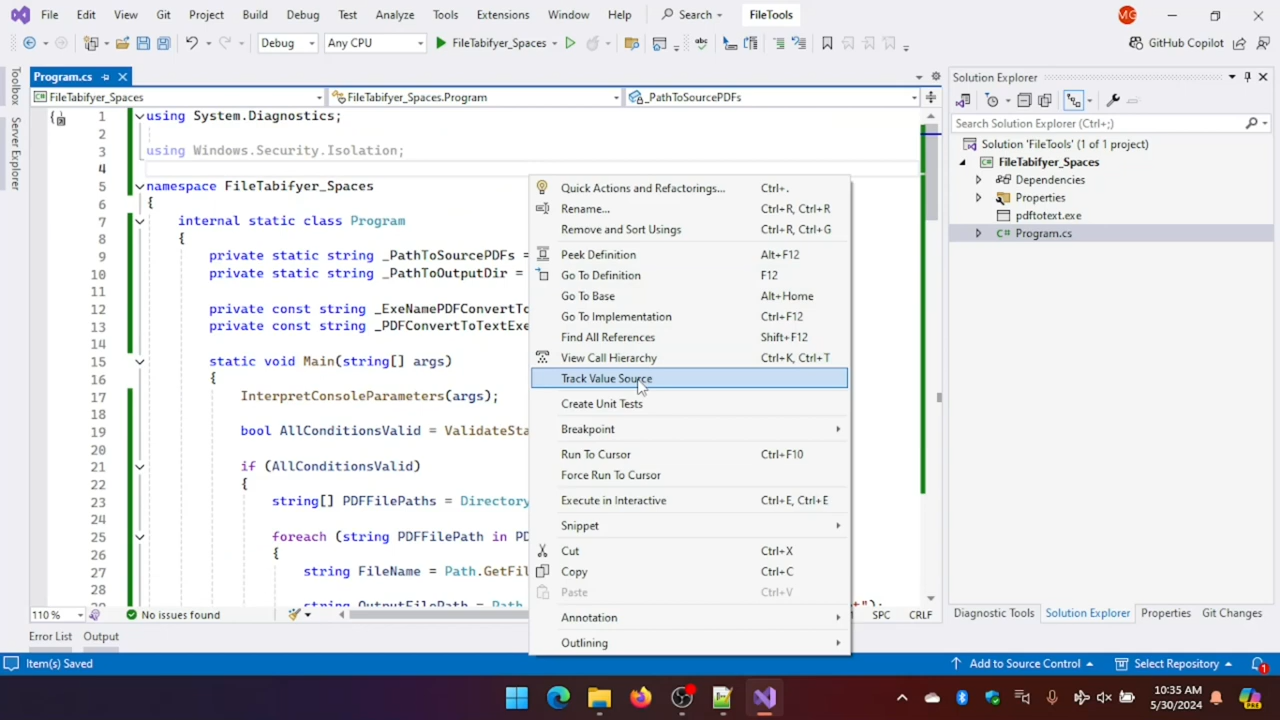 File Edit View Git Project Build Debug Test Analyze Tools Extensions Window Help Search FileTools MG
Debug Any CPU FileTabifyer_Spaces GitHub Copilot
Toolbox
Server Explorer
Program.cs
FileTabifyer_Spaces FileTabifyer_Spaces.Program _PathToSourcePDFs
1 using System.Diagnostics;
2
3 using Windows.Security.Isolation;
4
5 namespace FileTabifyer_Spaces
6 {
7 internal static class Program
8 {
9 private static string _PathToSourcePDFs =
10 private static string _PathToOutputDir =
11
12 private const string _ExeNamePDFConvertTo
13 private const string _PDFConvertToTextExe
14
15 static void Main(string[] args)
16 {
17 InterpretConsoleParameters(args);
18
19 bool AllConditionsValid = ValidateSta
20
21 if (AllConditionsValid)
22 {
23 string[] PDFFilePaths = Directory
24
25 foreach (string PDFFilePath in PD
26 {
27 string FileName = Path.GetFil
28
string OutputFilePath = Path
Quick Actions and Refactorings... Ctrl+.
Rename... Ctrl+R, Ctrl+R
Remove and Sort Usings Ctrl+R, Ctrl+G
Peek Definition Alt+F12
Go To Definition F12
Go To Base Alt+Home
Go To Implementation Ctrl+F12
Find All References Shift+F12
View Call Hierarchy Ctrl+K, Ctrl+T
Track Value Source
Create Unit Tests
Breakpoint
Run To Cursor Ctrl+F10
Force Run To Cursor
Execute in Interactive Ctrl+E, Ctrl+E
Snippet
Cut Ctrl+X
Copy Ctrl+C
Paste Ctrl+V
Annotation
Outlining
Solution Explorer
Search Solution Explorer (Ctrl+;)
Solution 'FileTools' (1 of 1 project)
FileTabifyer_Spaces
Dependencies
Properties
pdftotext.exe
C# Program.cs
110 % No issues found SPC CRLF
Diagnostic Tools Solution Explorer Properties Git Changes
Error List Output
Item(s) Saved Add to Source Control Select Repository 1
10:35 AM
5/30/2024
PRE